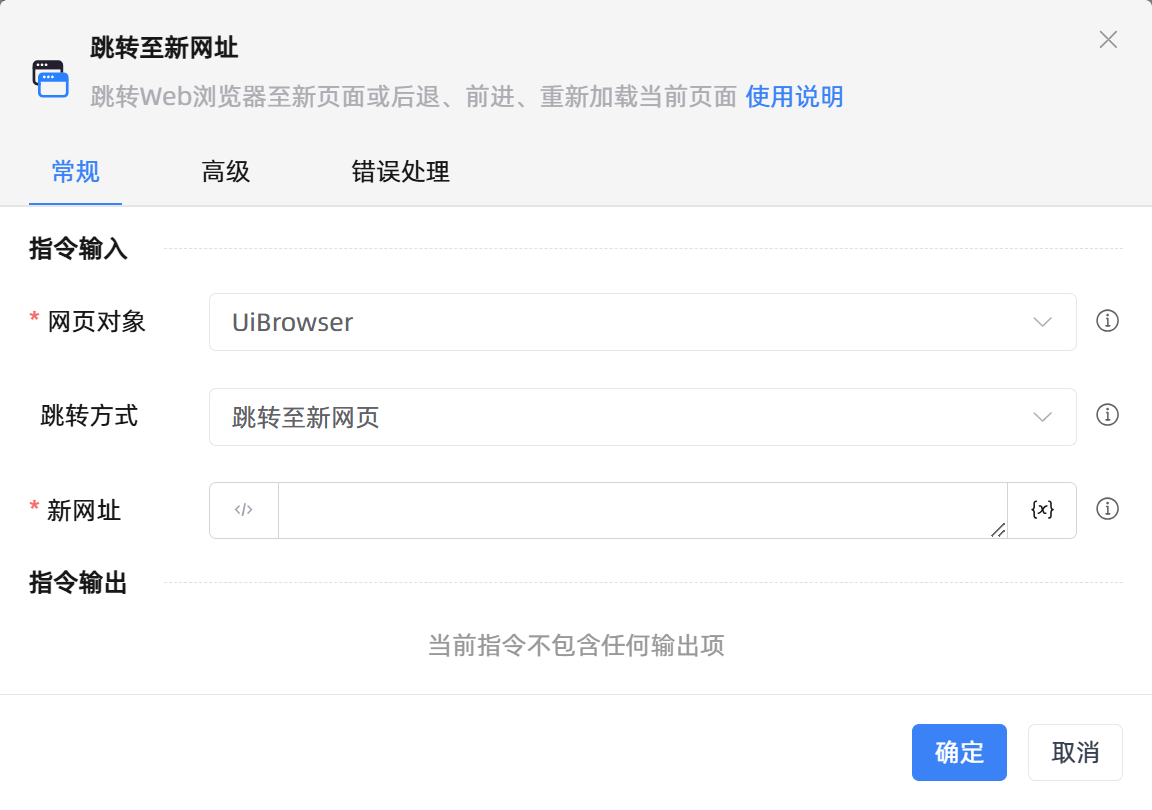 跳转至新网址
跳转Web浏览器至新页面或后退、前进、重新加载当前页面 使用说明
常规 高级 错误处理
指令输入
* 网页对象 UiBrowser
跳转方式 跳转至新网页
* 新网址 </> {x}
指令输出
当前指令不包含任何输出项
确定 取消